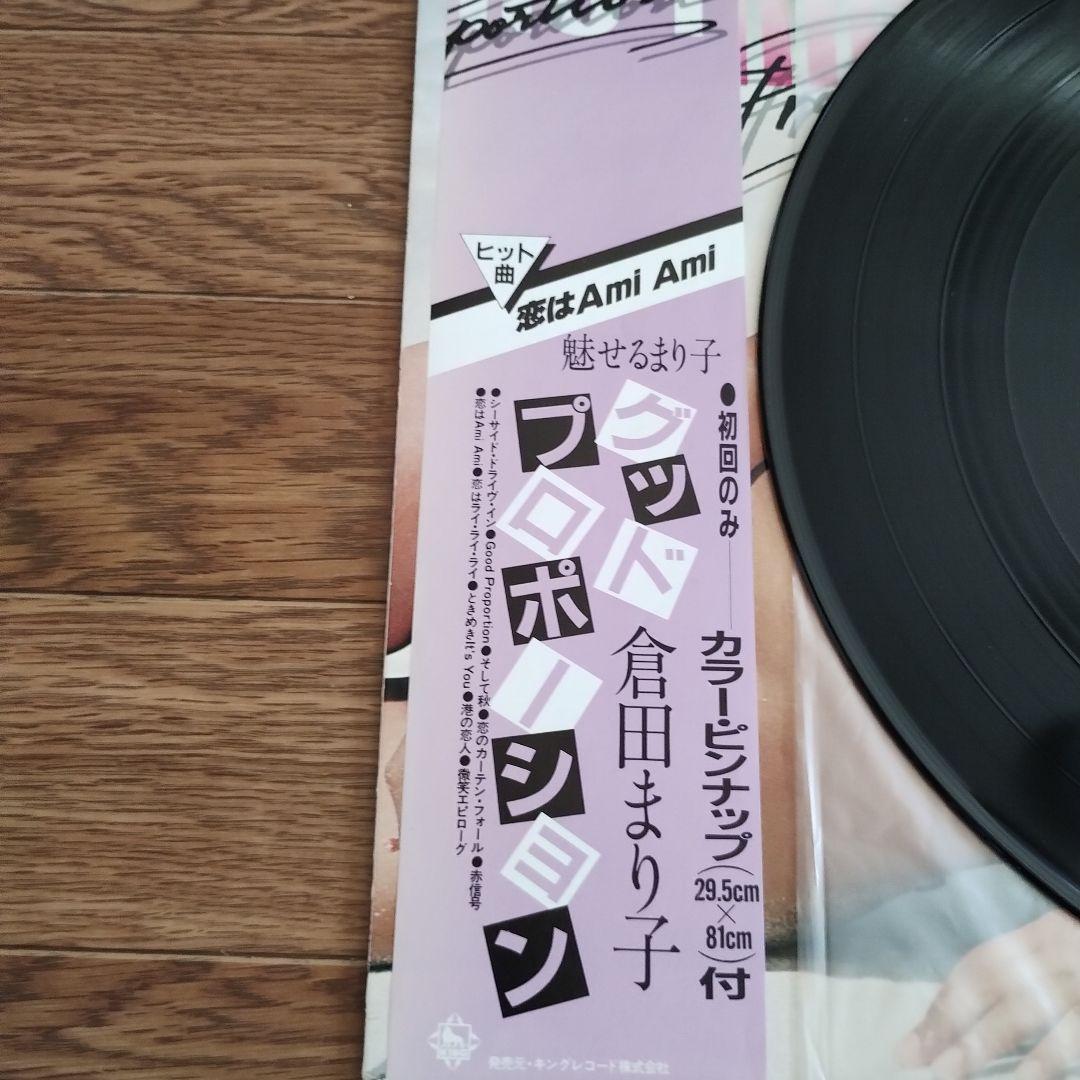 portion
ヒット
曲
恋はAmi Ami
魅せるまり子
●初回のみ━━カラー・ピンナップ(29.5cm×81cm)付
グッド
プロポーション
倉田まり子
●シーサイド・ドライヴ・イン●Good Proportion●そして秋●恋のカーテン・フォール●赤信号
●恋はAmi Ami●恋はライ・ライ・ライ●ときめきIt's You●港の恋人●微笑エピローグ
発売元・キングレコード株式会社